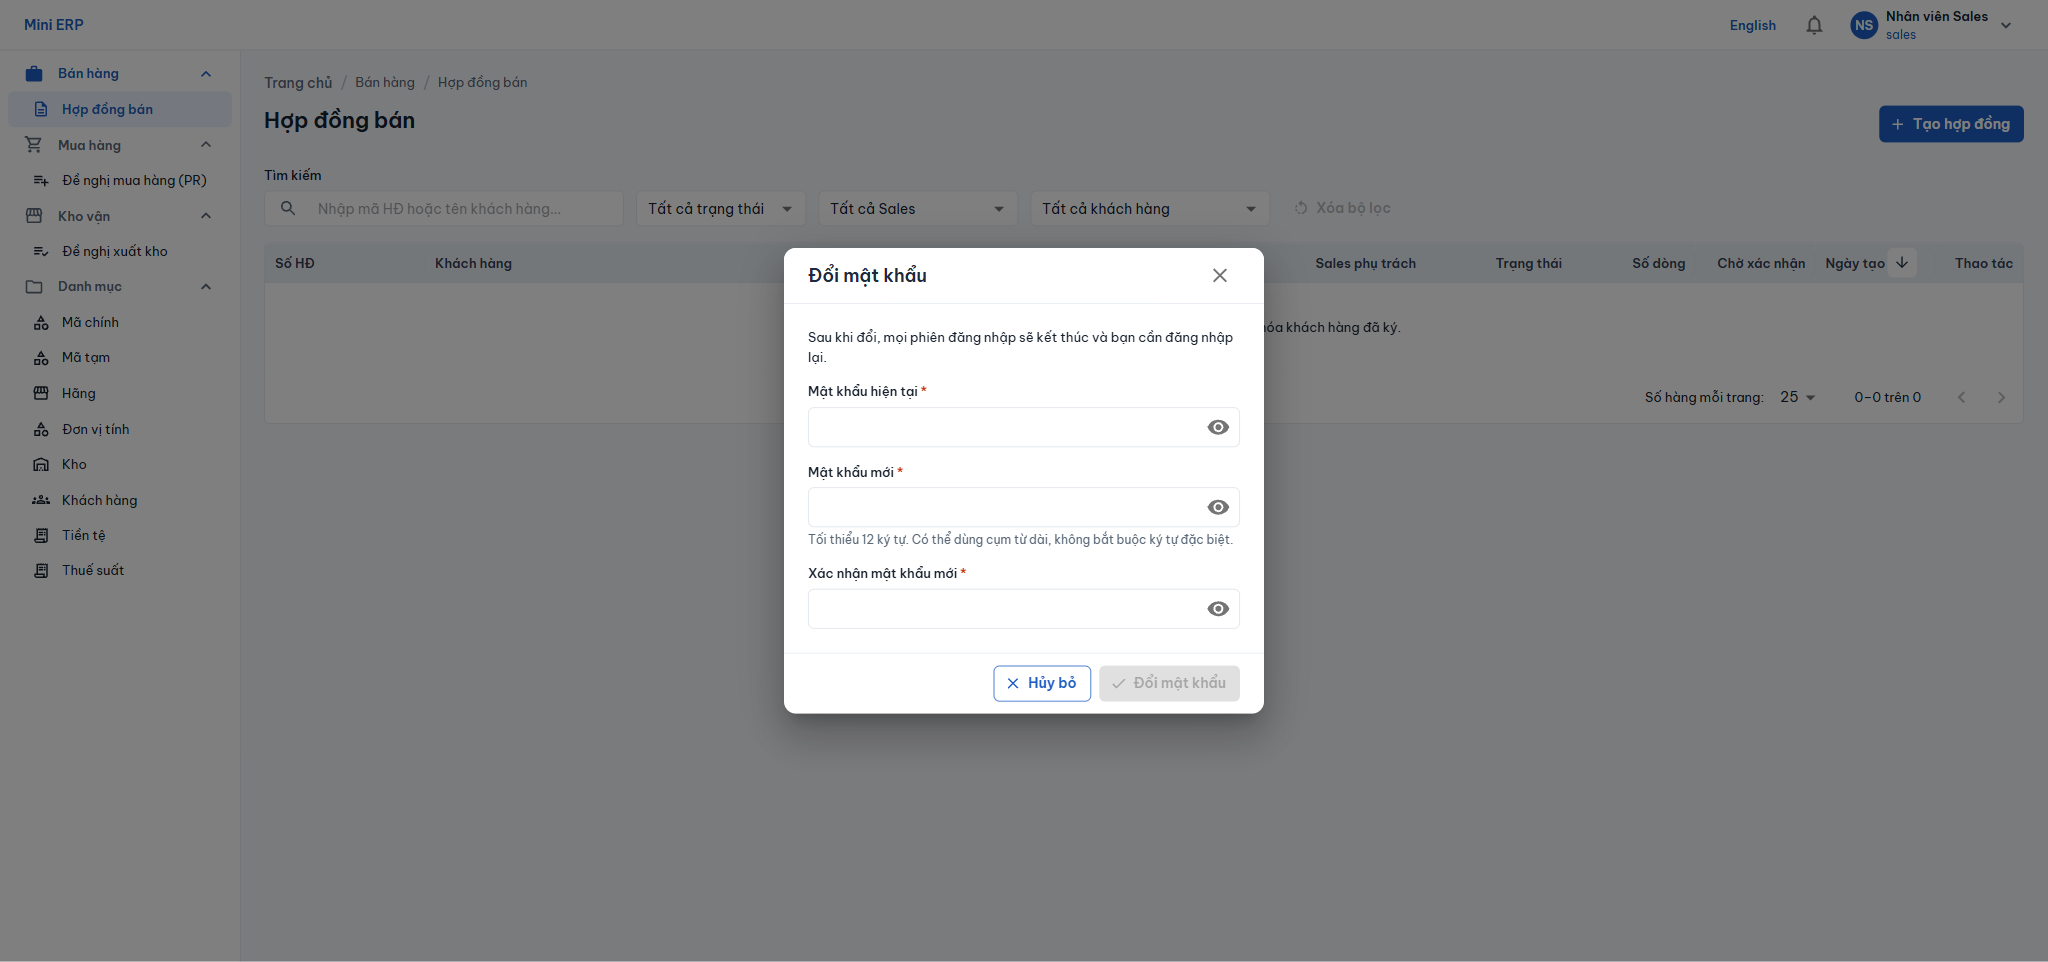 Mini ERP
English
NS
Nhân viên Sales
sales
Bán hàng
Hợp đồng bán
Mua hàng
Đề nghị mua hàng (PR)
Kho vận
Đề nghị xuất kho
Danh mục
Mã chính
Mã tạm
Hãng
Đơn vị tính
Kho
Khách hàng
Tiền tệ
Thuế suất
Trang chủ / Bán hàng / Hợp đồng bán
Hợp đồng bán
+ Tạo hợp đồng
Tìm kiếm
Nhập mã HĐ hoặc tên khách hàng...
Tất cả trạng thái
Tất cả Sales
Tất cả khách hàng
Xóa bộ lọc
Số HĐ
Khách hàng
Sales phụ trách
Trạng thái
Số dòng
Chờ xác nhận
Ngày tạo
Thao tác
khách hàng đã ký.
Số hàng mỗi trang: 25
0–0 trên 0
Đổi mật khẩu
Sau khi đổi, mọi phiên đăng nhập sẽ kết thúc và bạn cần đăng nhập
lại.
Mật khẩu hiện tại *
Mật khẩu mới *
Tối thiểu 12 ký tự. Có thể dùng cụm từ dài, không bắt buộc ký tự đặc biệt.
Xác nhận mật khẩu mới *
Hủy bỏ
Đổi mật khẩu